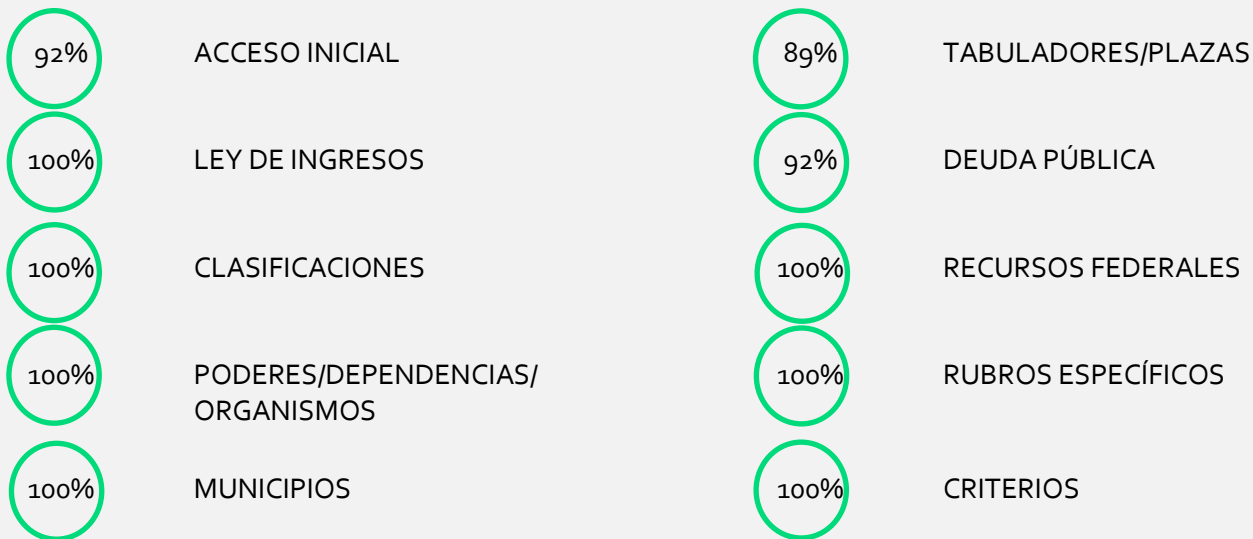 92% ACCESO INICIAL
100% LEY DE INGRESOS
100% CLASIFICACIONES
100% PODERES/DEPENDENCIAS/
ORGANISMOS
100% MUNICIPIOS
89% TABULADORES/PLAZAS
92% DEUDA PÚBLICA
100% RECURSOS FEDERALES
100% RUBROS ESPECÍFICOS
100% CRITERIOS